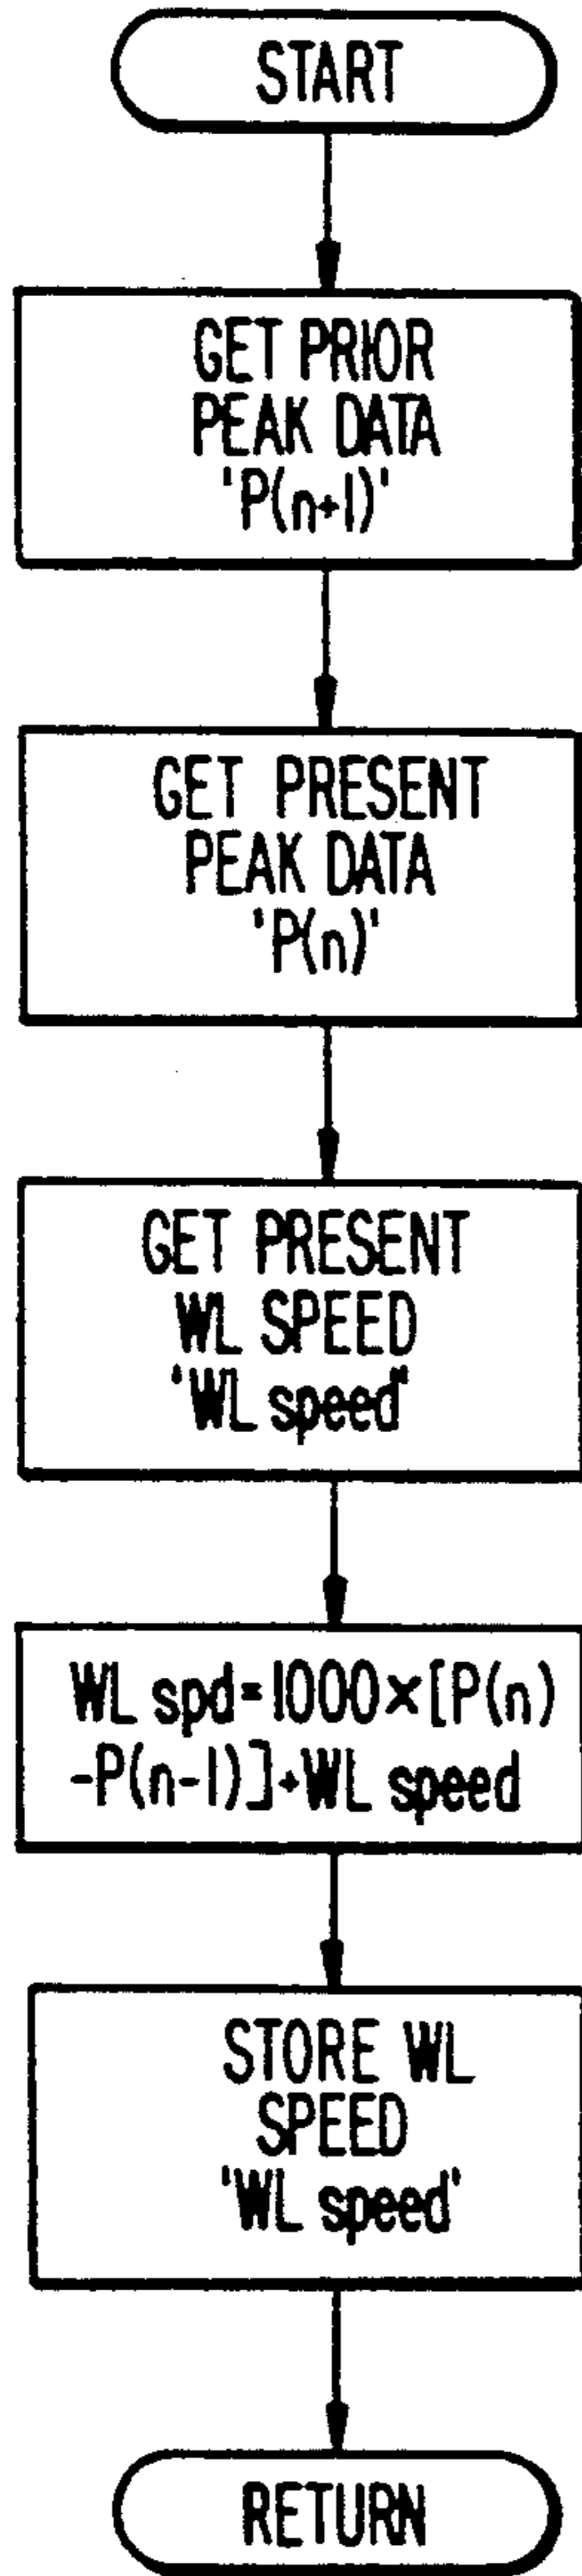 START
GET PRIOR
PEAK DATA
'P(n+1)'
GET PRESENT
PEAK DATA
'P(n)'
GET PRESENT
WL SPEED
'WL speed'
WL spd=1000×[P(n)
-P(n-1)]+WL speed
STORE WL
SPEED
'WL speed'
RETURN